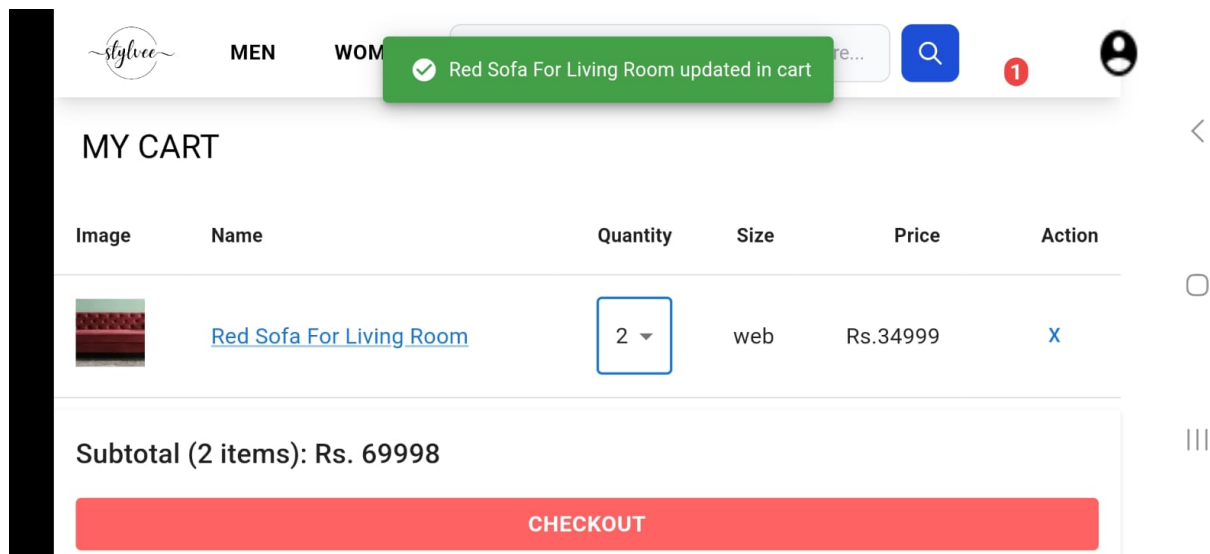 stylvee
MEN WOM re... 1
Red Sofa For Living Room updated in cart
MY CART
Image Name Quantity Size Price Action
Red Sofa For Living Room 2 web Rs.34999 X
Subtotal (2 items): Rs. 69998
CHECKOUT